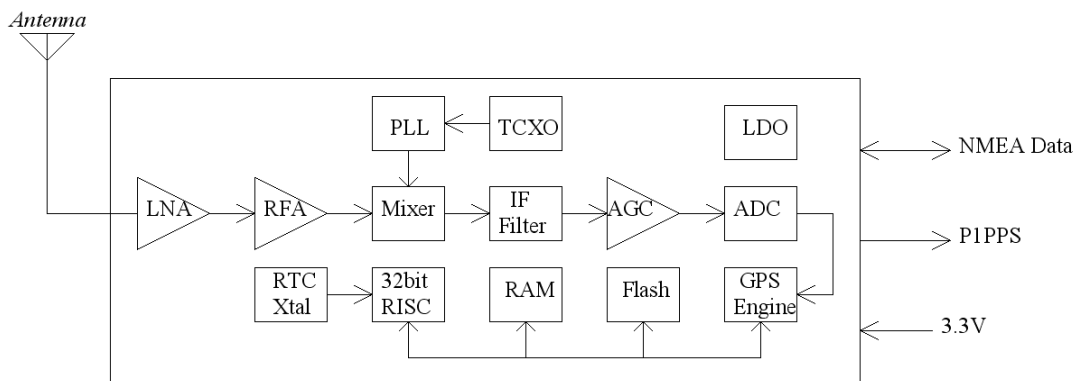 Antenna
PLL
TCXO
LDO
NMEA Data
LNA
RFA
Mixer
IF
Filter
AGC
ADC
P1PPS
RTC
Xtal
32bit
RISC
RAM
Flash
GPS
Engine
3.3V